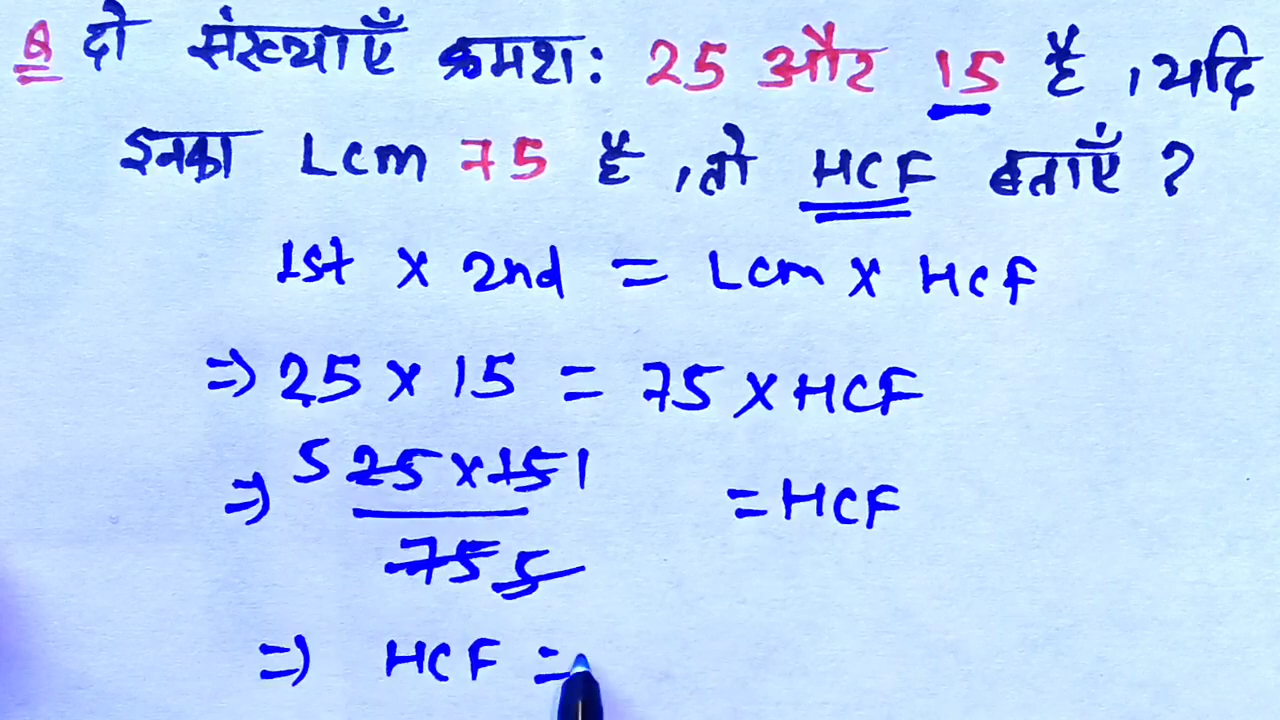 Q दो संख्याएँ क्रमशः 25 और 15 है , यदि
इनका Lcm 75 है , तो HCF बताएँ ?
1st × 2nd = Lcm × HCF
⇒ 25 × 15 = 75 × HCF
⇒ 5 25 × 15 1 = HCF
75 5
⇒ HCF =